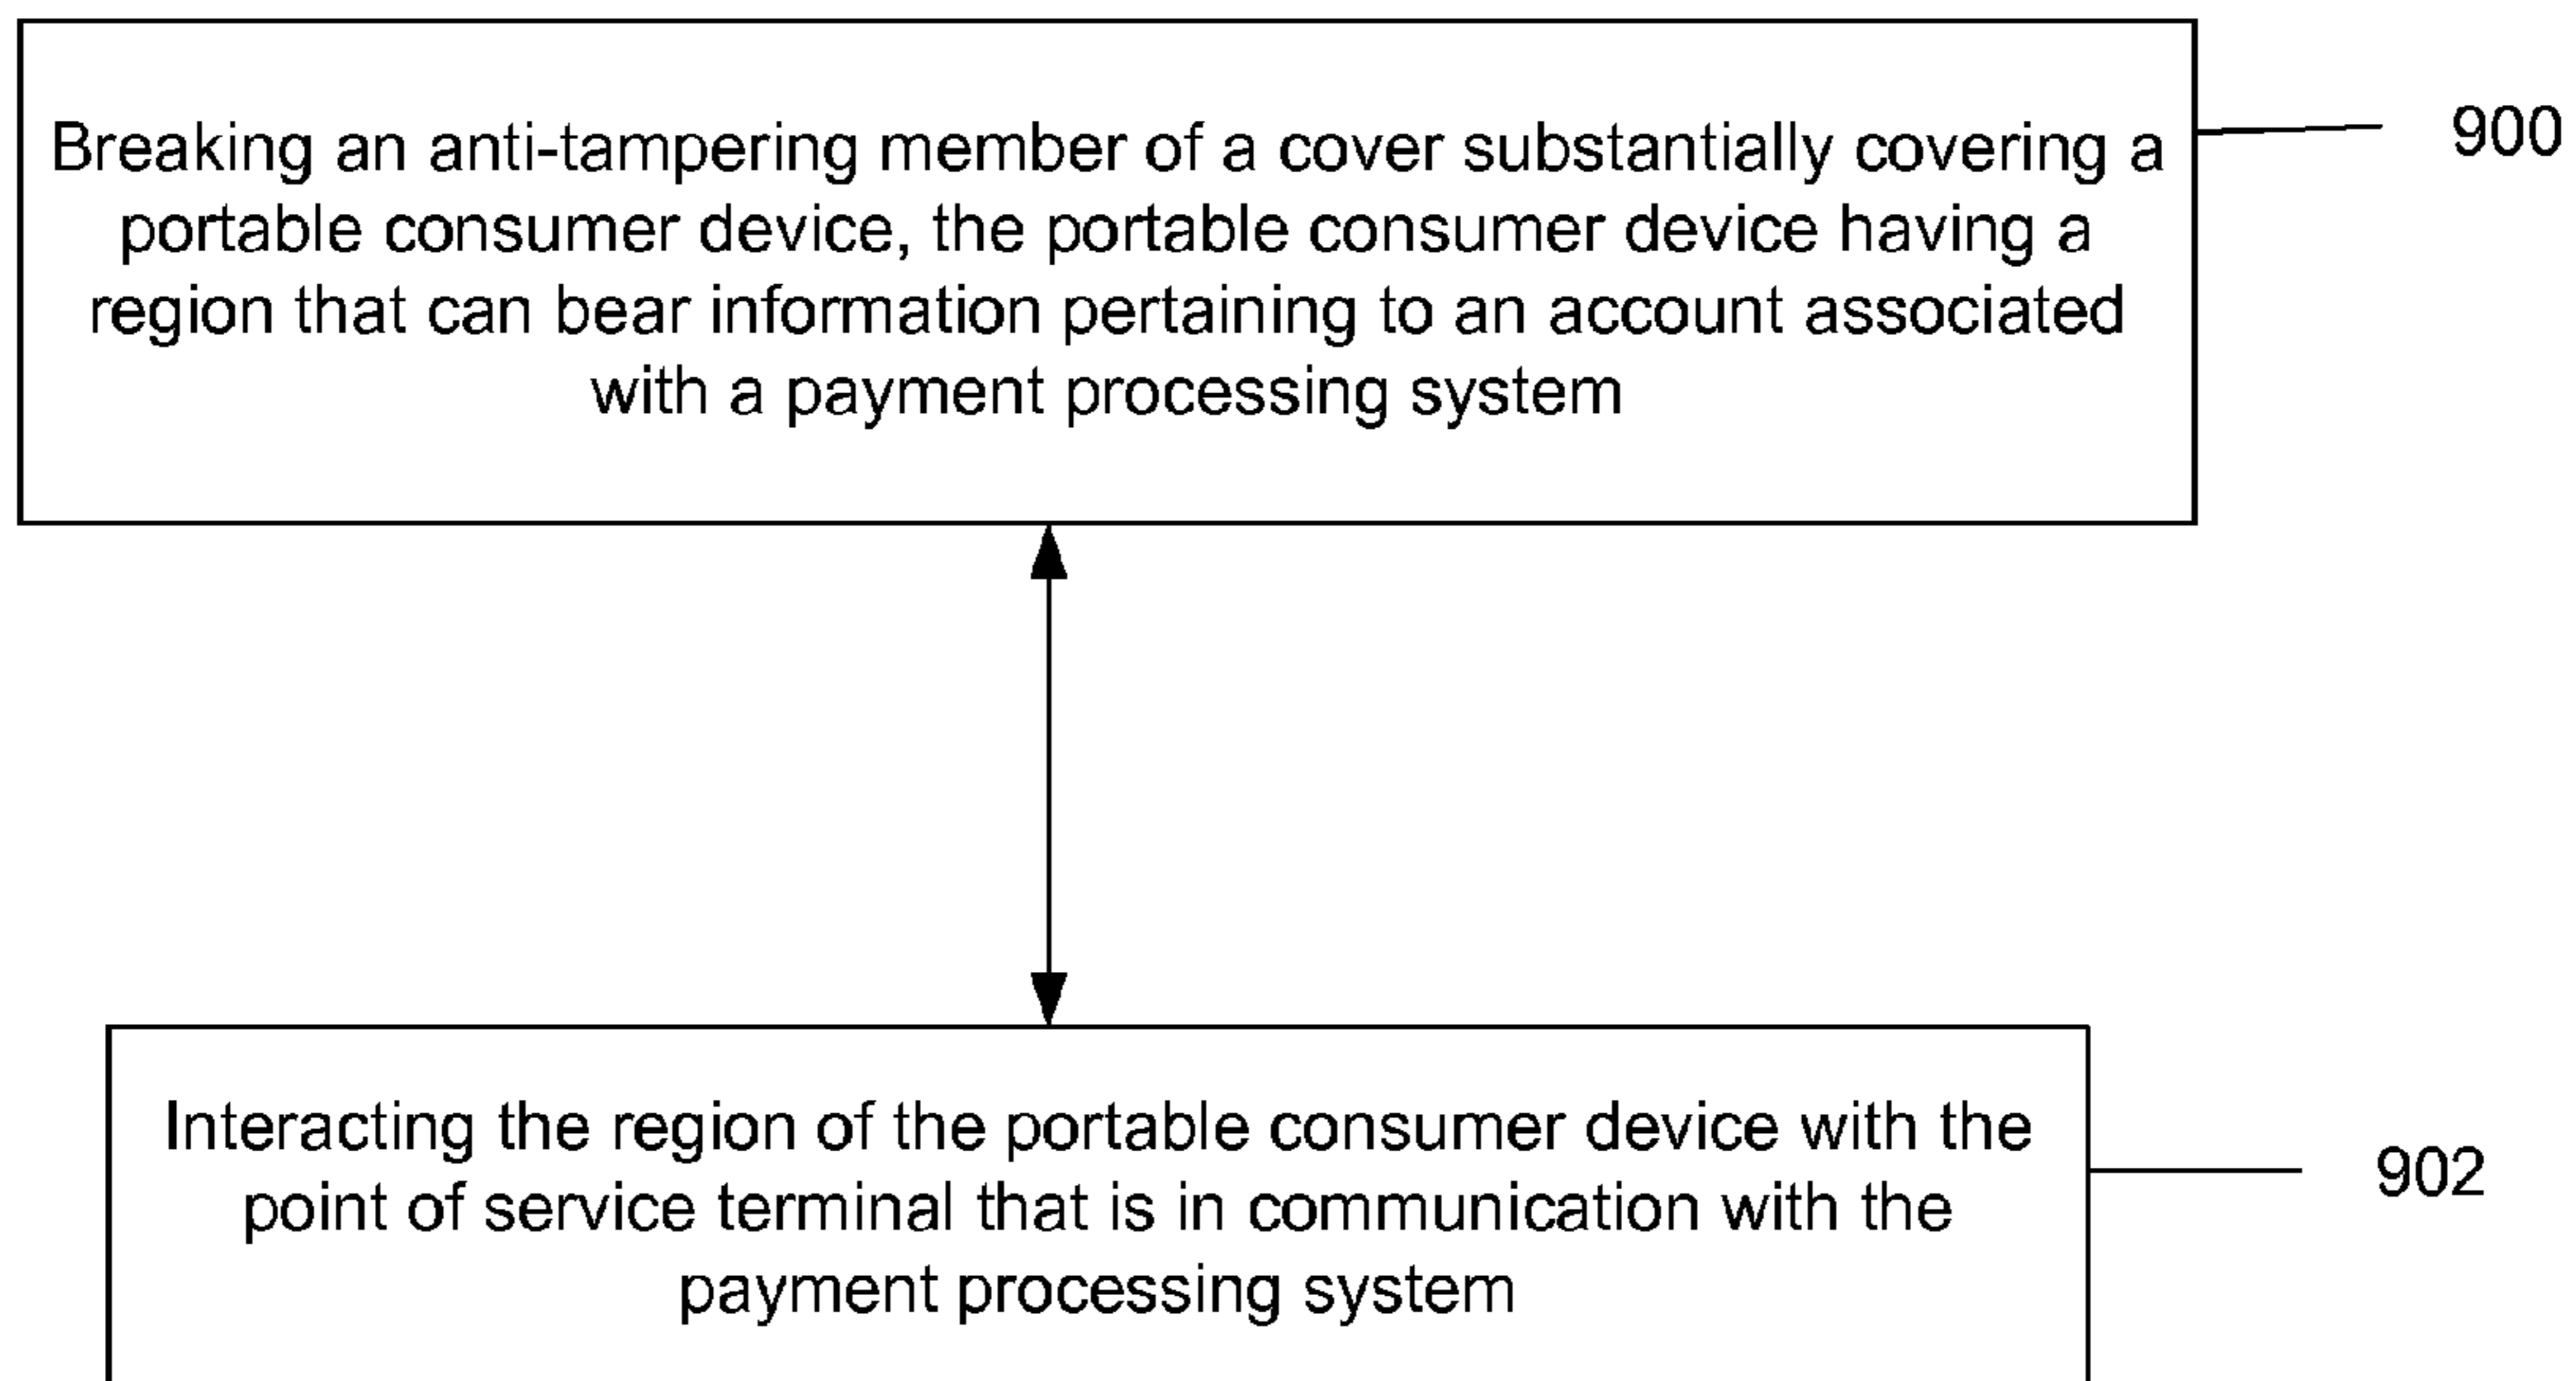 Breaking an anti-tampering member of a cover substantially covering a
portable consumer device, the portable consumer device having a
region that can bear information pertaining to an account associated
with a payment processing system
900
Interacting the region of the portable consumer device with the
point of service terminal that is in communication with the
payment processing system
902